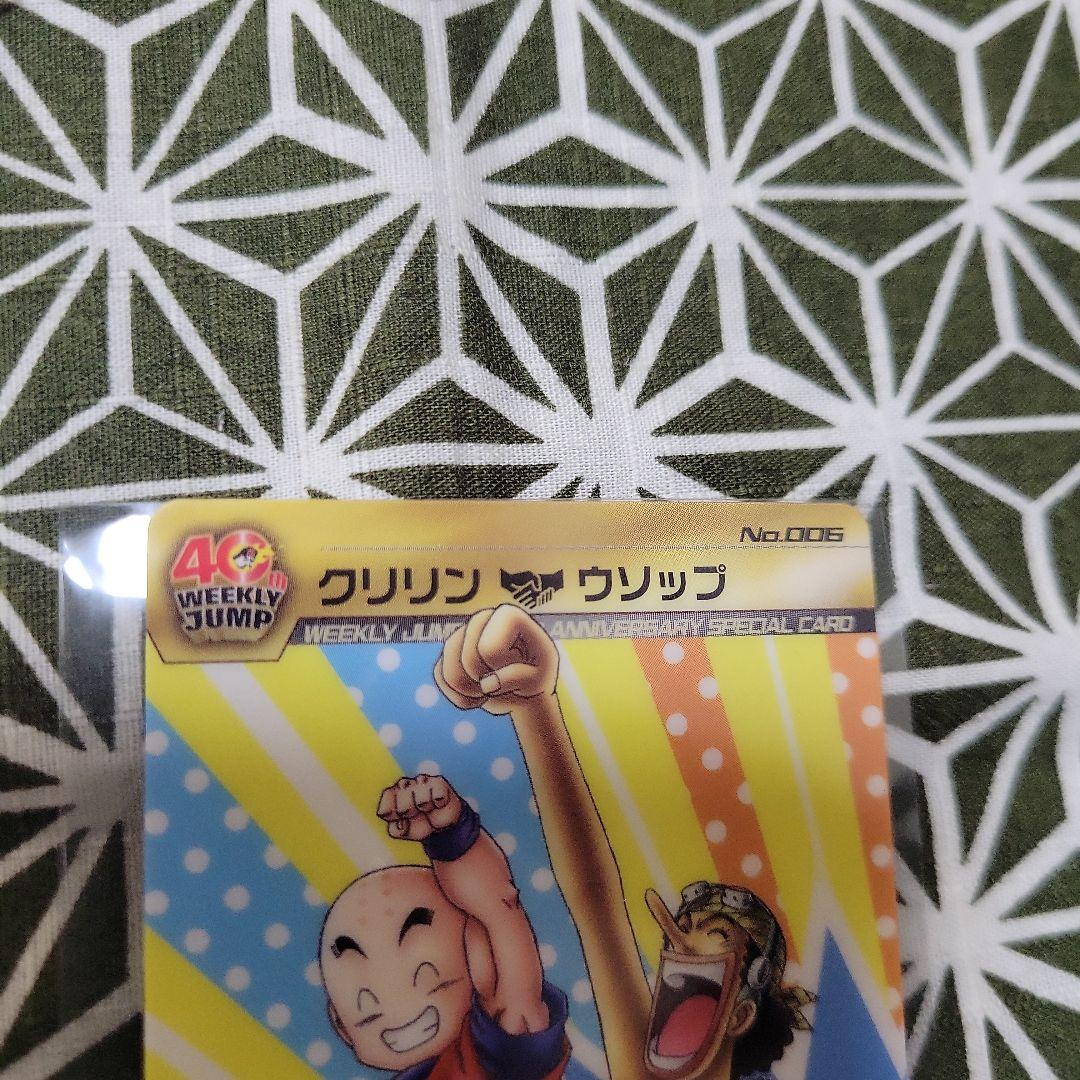 No.006
40th
WEEKLY
JUMP
クリリン ウソップ
WEEKLY JUMP ANNIVERSARY SPECIAL CARD